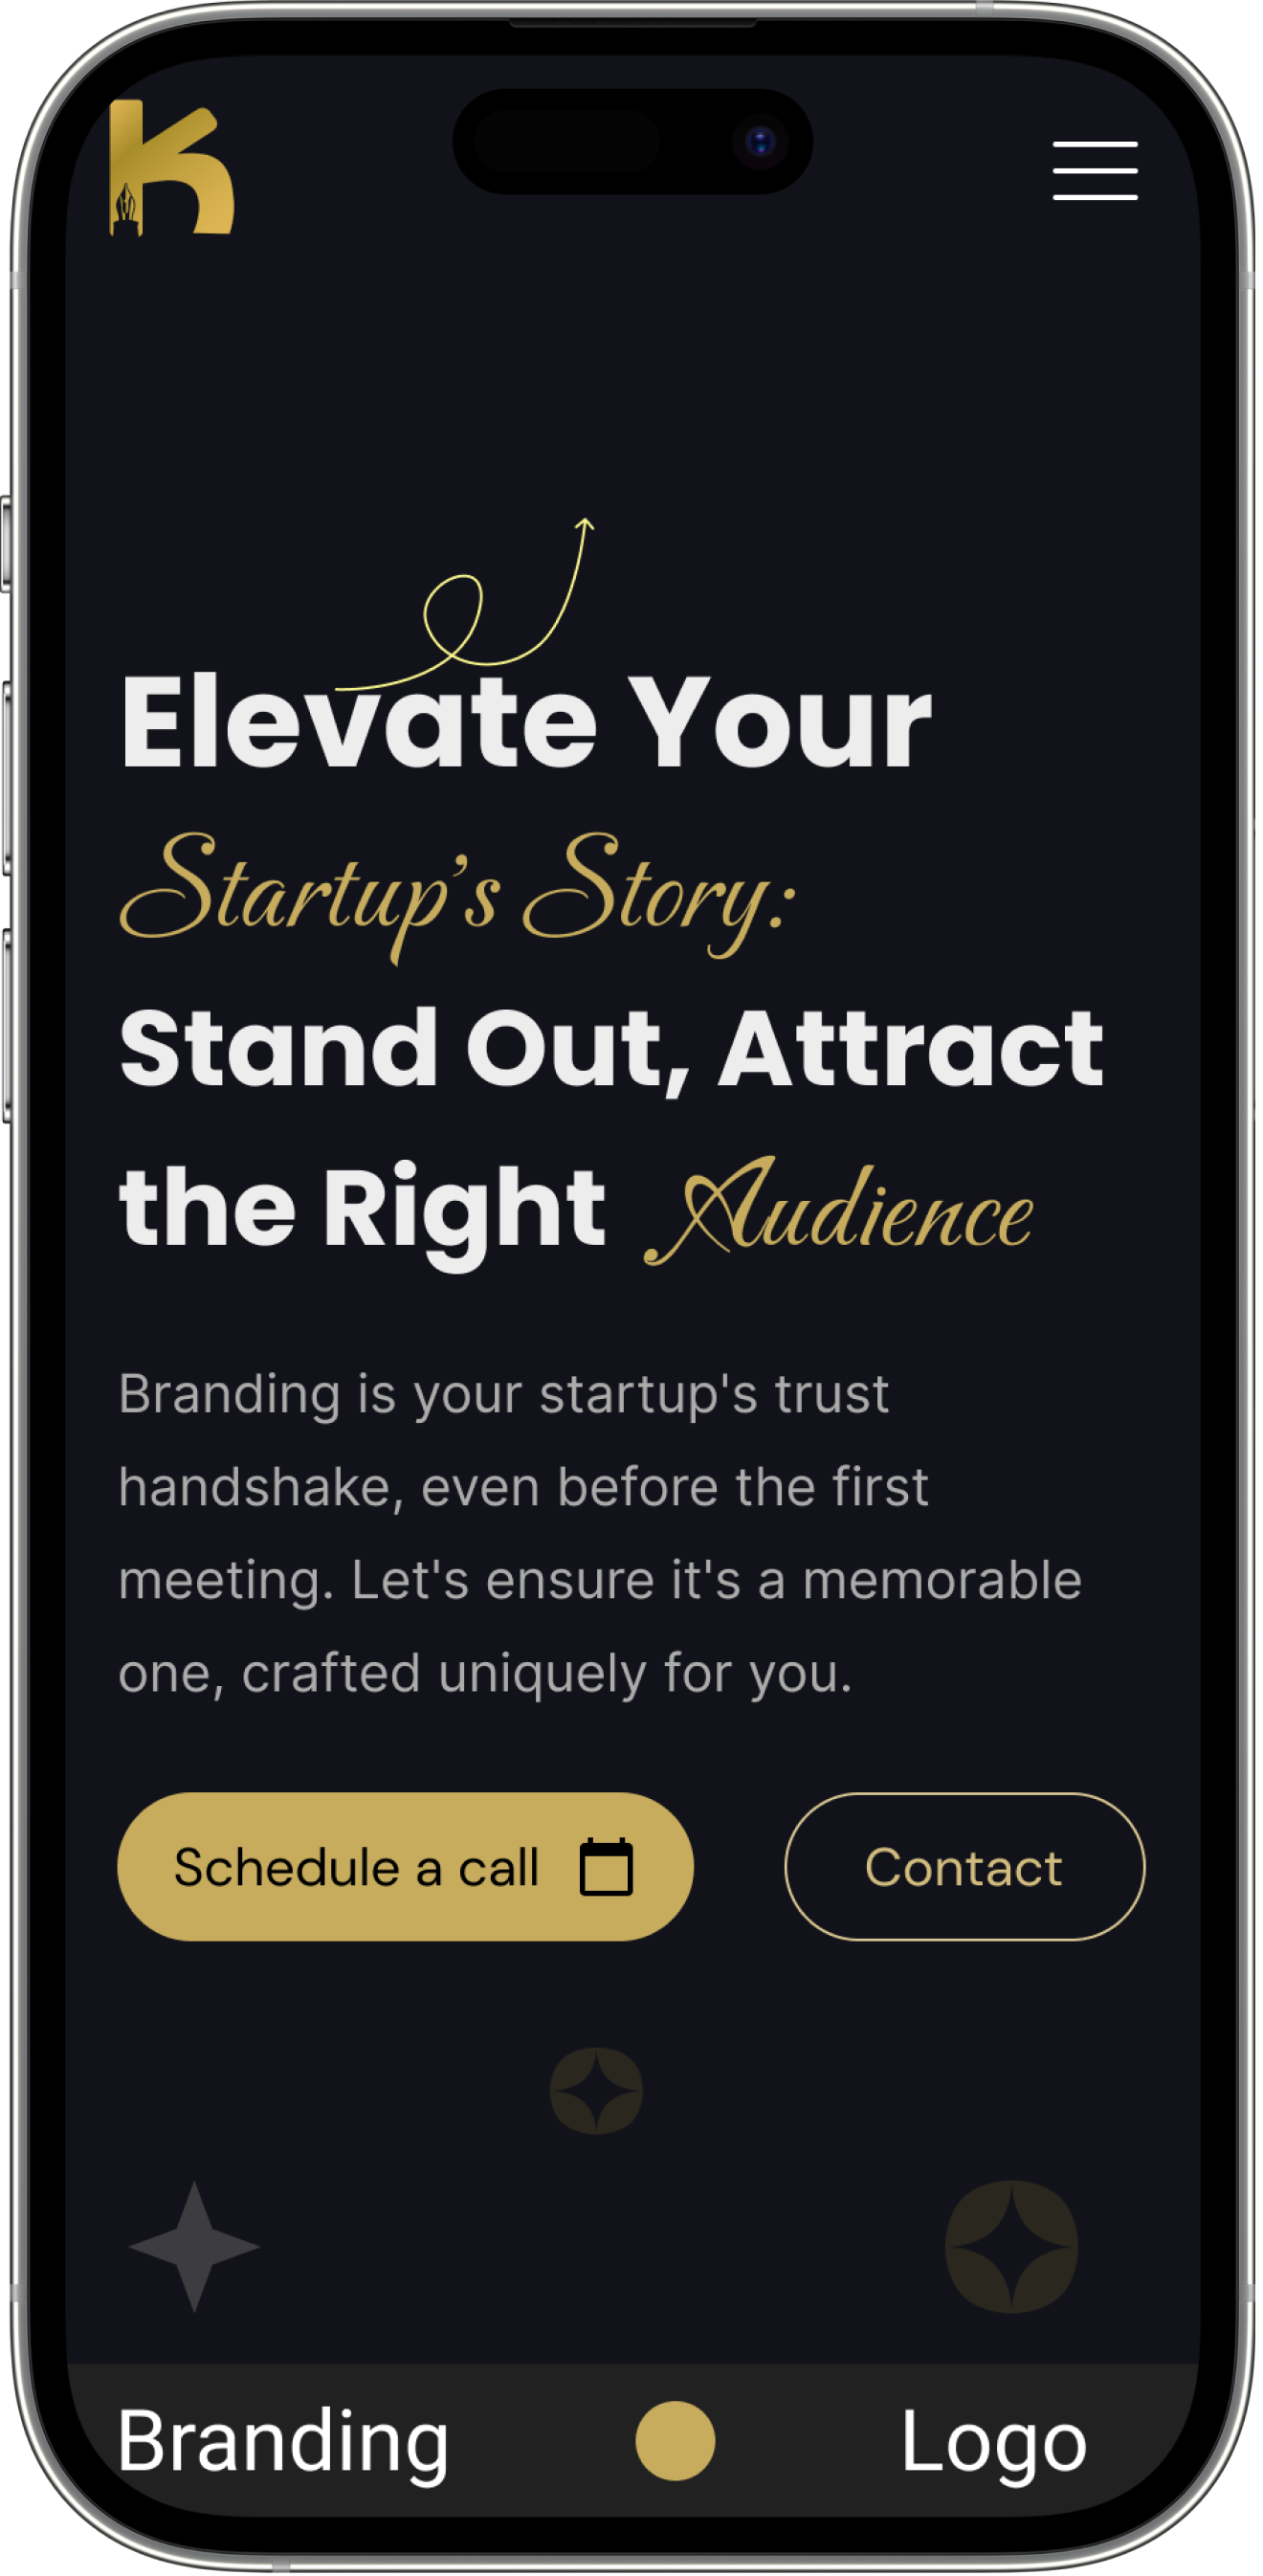 K
Elevate Your
Startup’s Story:
Stand Out, Attract
the Right Audience
Branding is your startup's trust
handshake, even before the first
meeting. Let's ensure it's a memorable
one, crafted uniquely for you.
Schedule a call
Contact
Branding
Logo